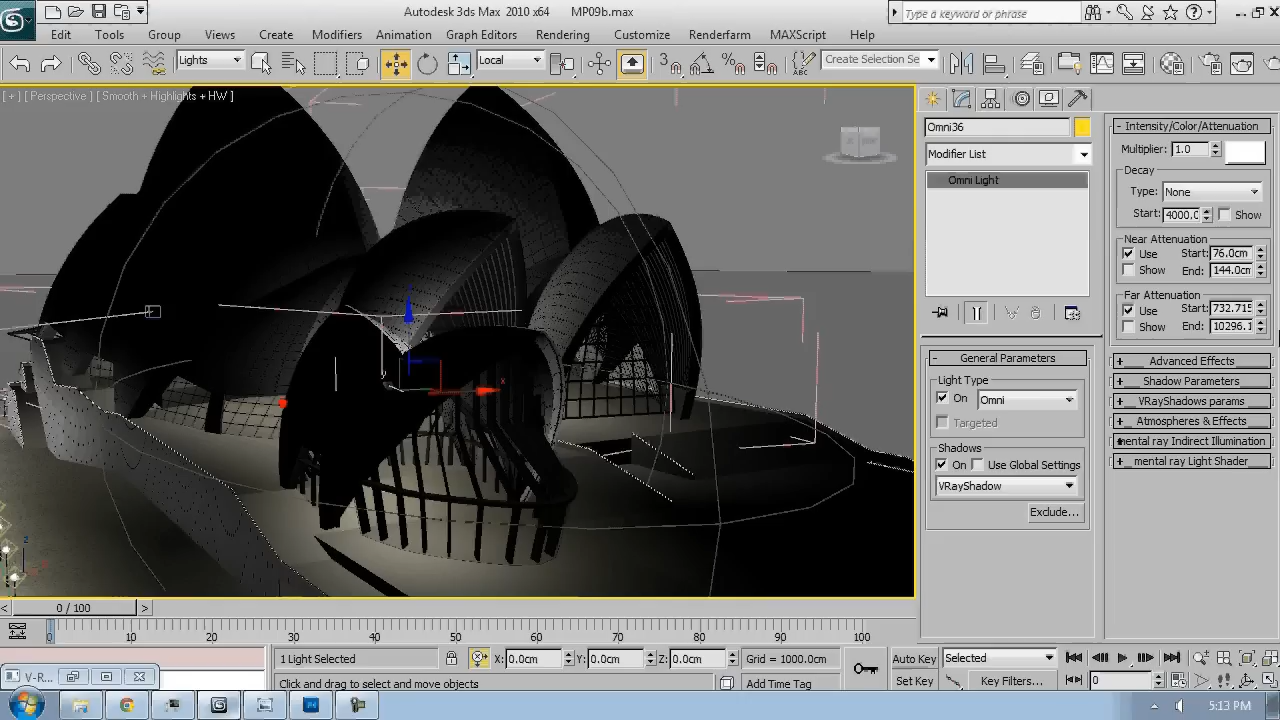 Autodesk 3ds Max 2010 x64 MP09b.max
Type a keyword or phrase
Edit Tools Group Views Create Modifiers Animation Graph Editors Rendering Customize Renderfarm MAXScript Help
Lights Local 3 Create Selection Se
[ + ] [ Perspective ] [ Smooth + Highlights + HW ]
Omni36
Modifier List
Omni Light
- General Parameters
Light Type
On Omni
Targeted
Shadows
On Use Global Settings
VRayShadow
Exclude...
- Intensity/Color/Attenuation
Multiplier: 1.0
Decay
Type: None
Start: 4000.0 Show
Near Attenuation
Use Start: 76.0cm
Show End: 144.0cm
Far Attenuation
Use Start: 732.715
Show End: 10296.1
+ Advanced Effects
+ Shadow Parameters
+ VRayShadows params
+ Atmospheres & Effects
mental ray Indirect Illumination
+ mental ray Light Shader
x
z
< 0 / 100 >
0 10 20 30 40 50 60 70 80 90 100
1 Light Selected X: 0.0cm Y: 0.0cm Z: 0.0cm Grid = 1000.0cm Auto Key Selected
Click and drag to select and move objects Add Time Tag Set Key Key Filters... 0
V-R...
5:13 PM